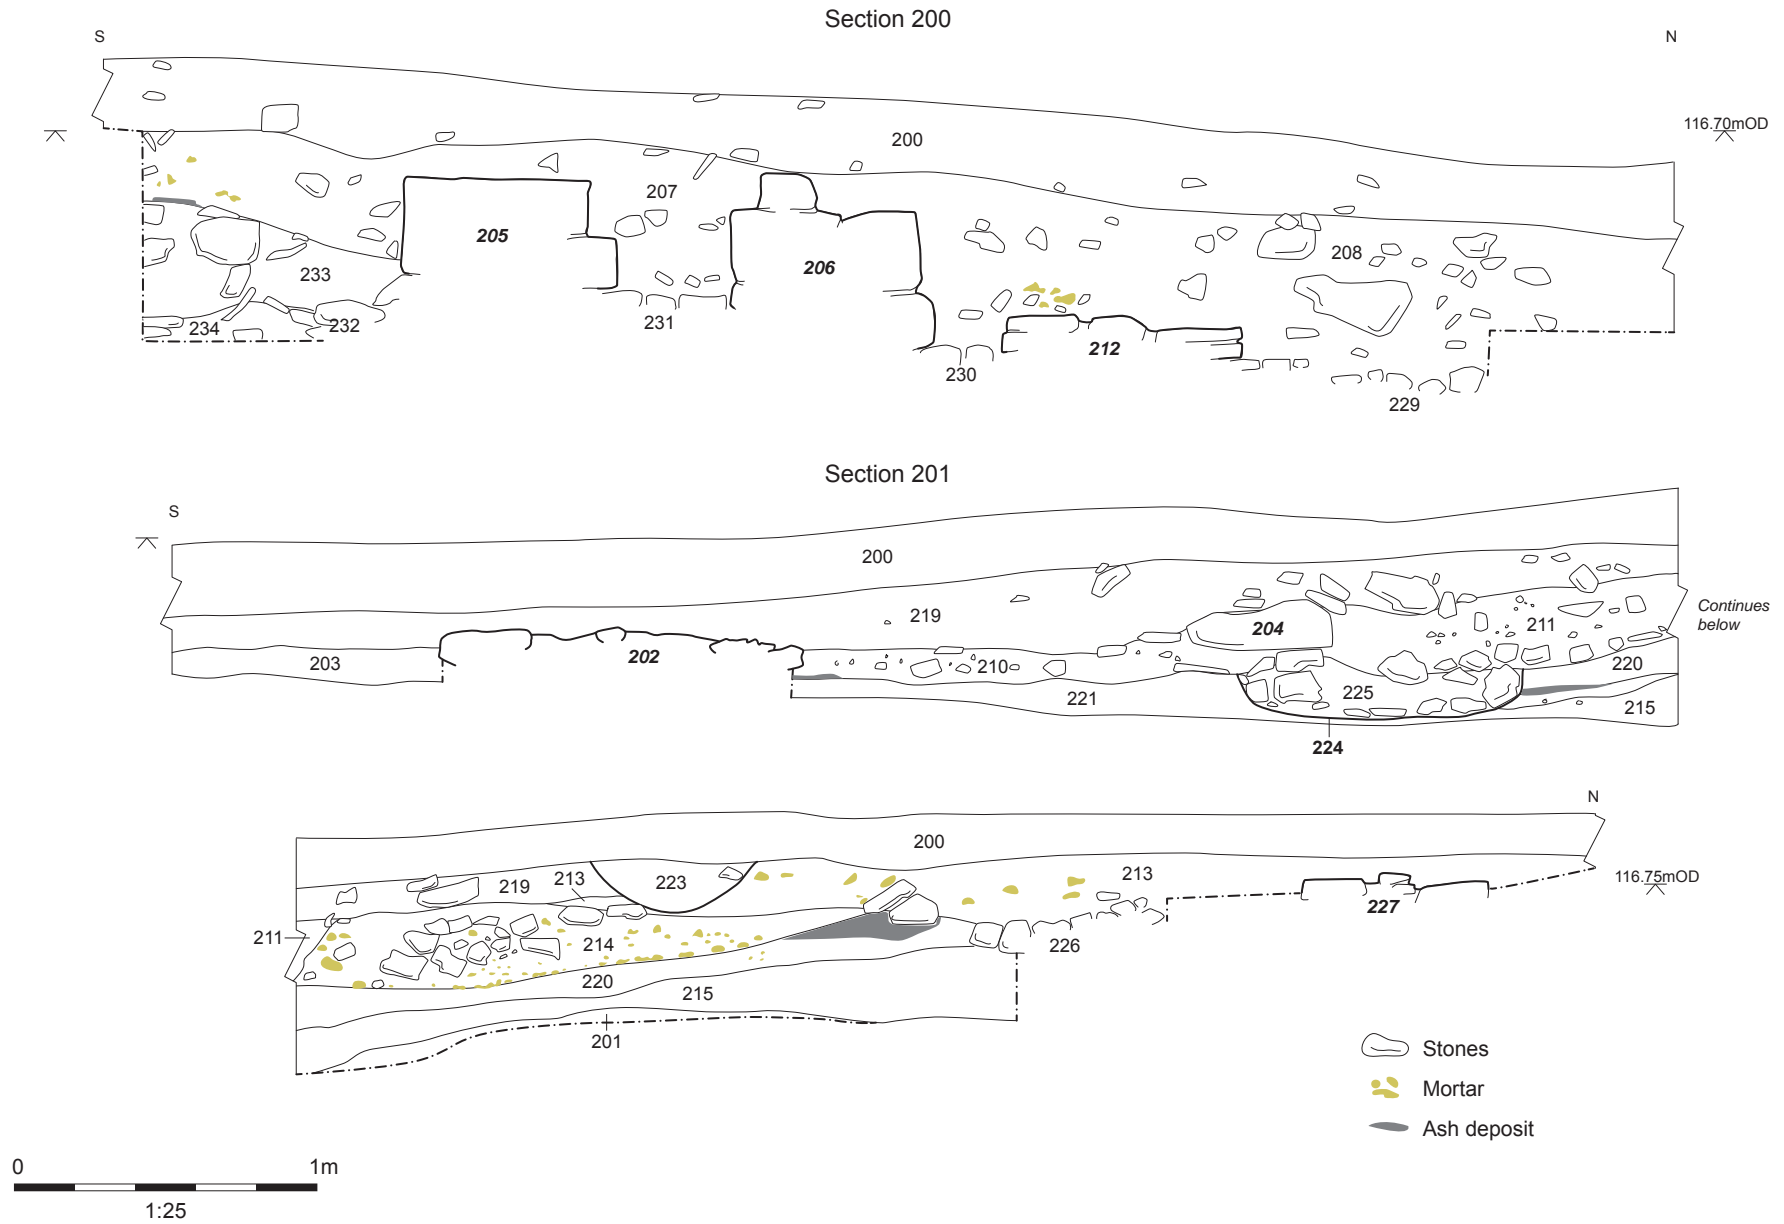 Section 200
S
N
116.70mOD
200
207
205
206
208
233
234
232
231
230
212
229
Section 201
S
200
219
204
211
Continues
below
203
202
210
220
221
225
215
224
N
200
213
219
213
223
116.75mOD
227
211
214
226
220
215
201
Stones
Mortar
Ash deposit
0
1m
1:25